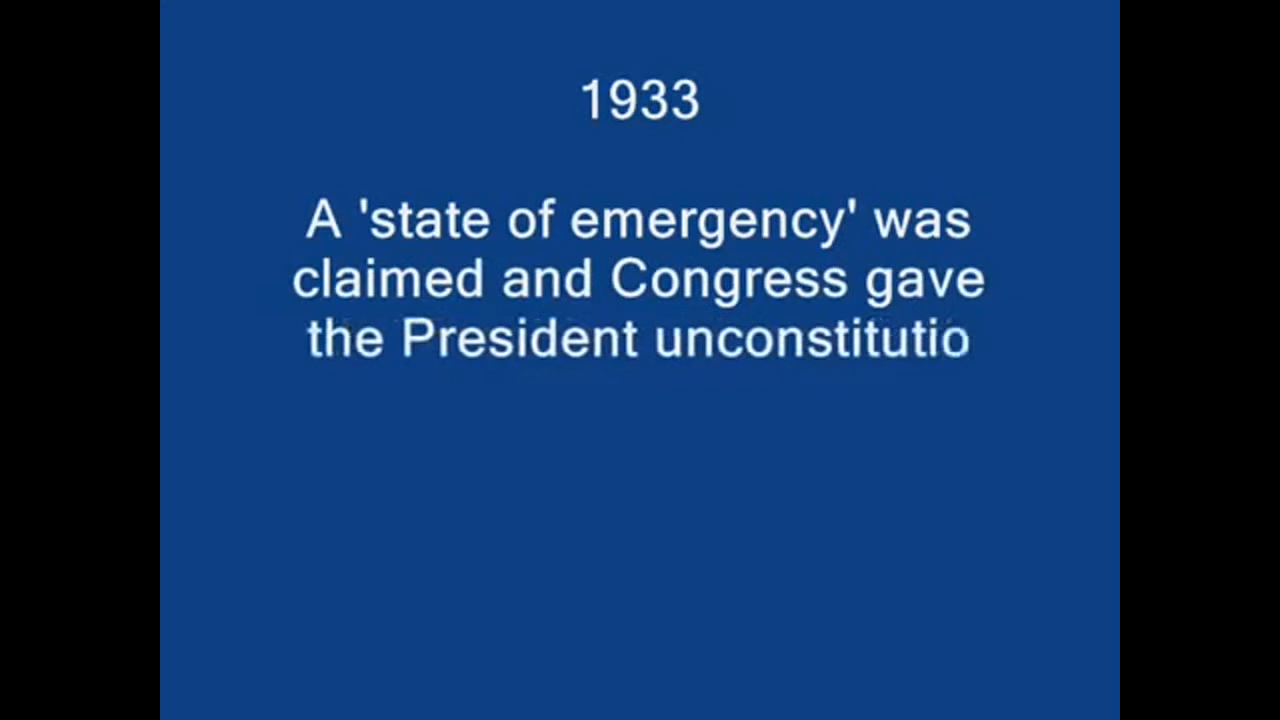 1933
A 'state of emergency' was
claimed and Congress gave
the President unconstitutio